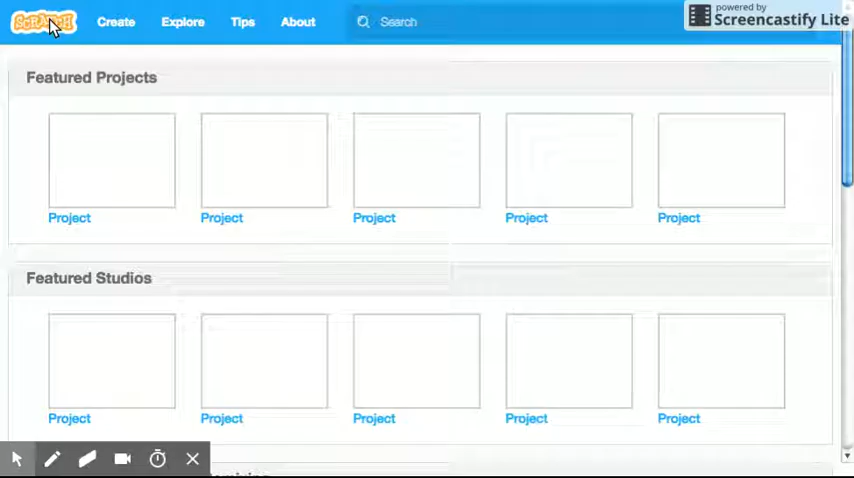 SCRATCH Create Explore Tips About Search
powered by
Screencastify Lite
Featured Projects
Project Project Project Project Project
Featured Studios
Project Project Project Project Project